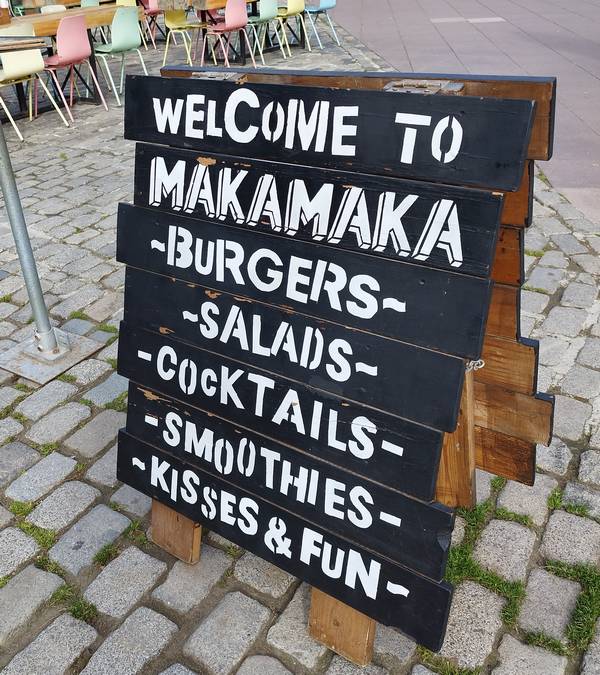 WELCOME TO
MAKAMAKA
~BURGERS~
~SALADS~
-COCKTAILS-
-SMOOTHIES-
~KISSES & FUN~